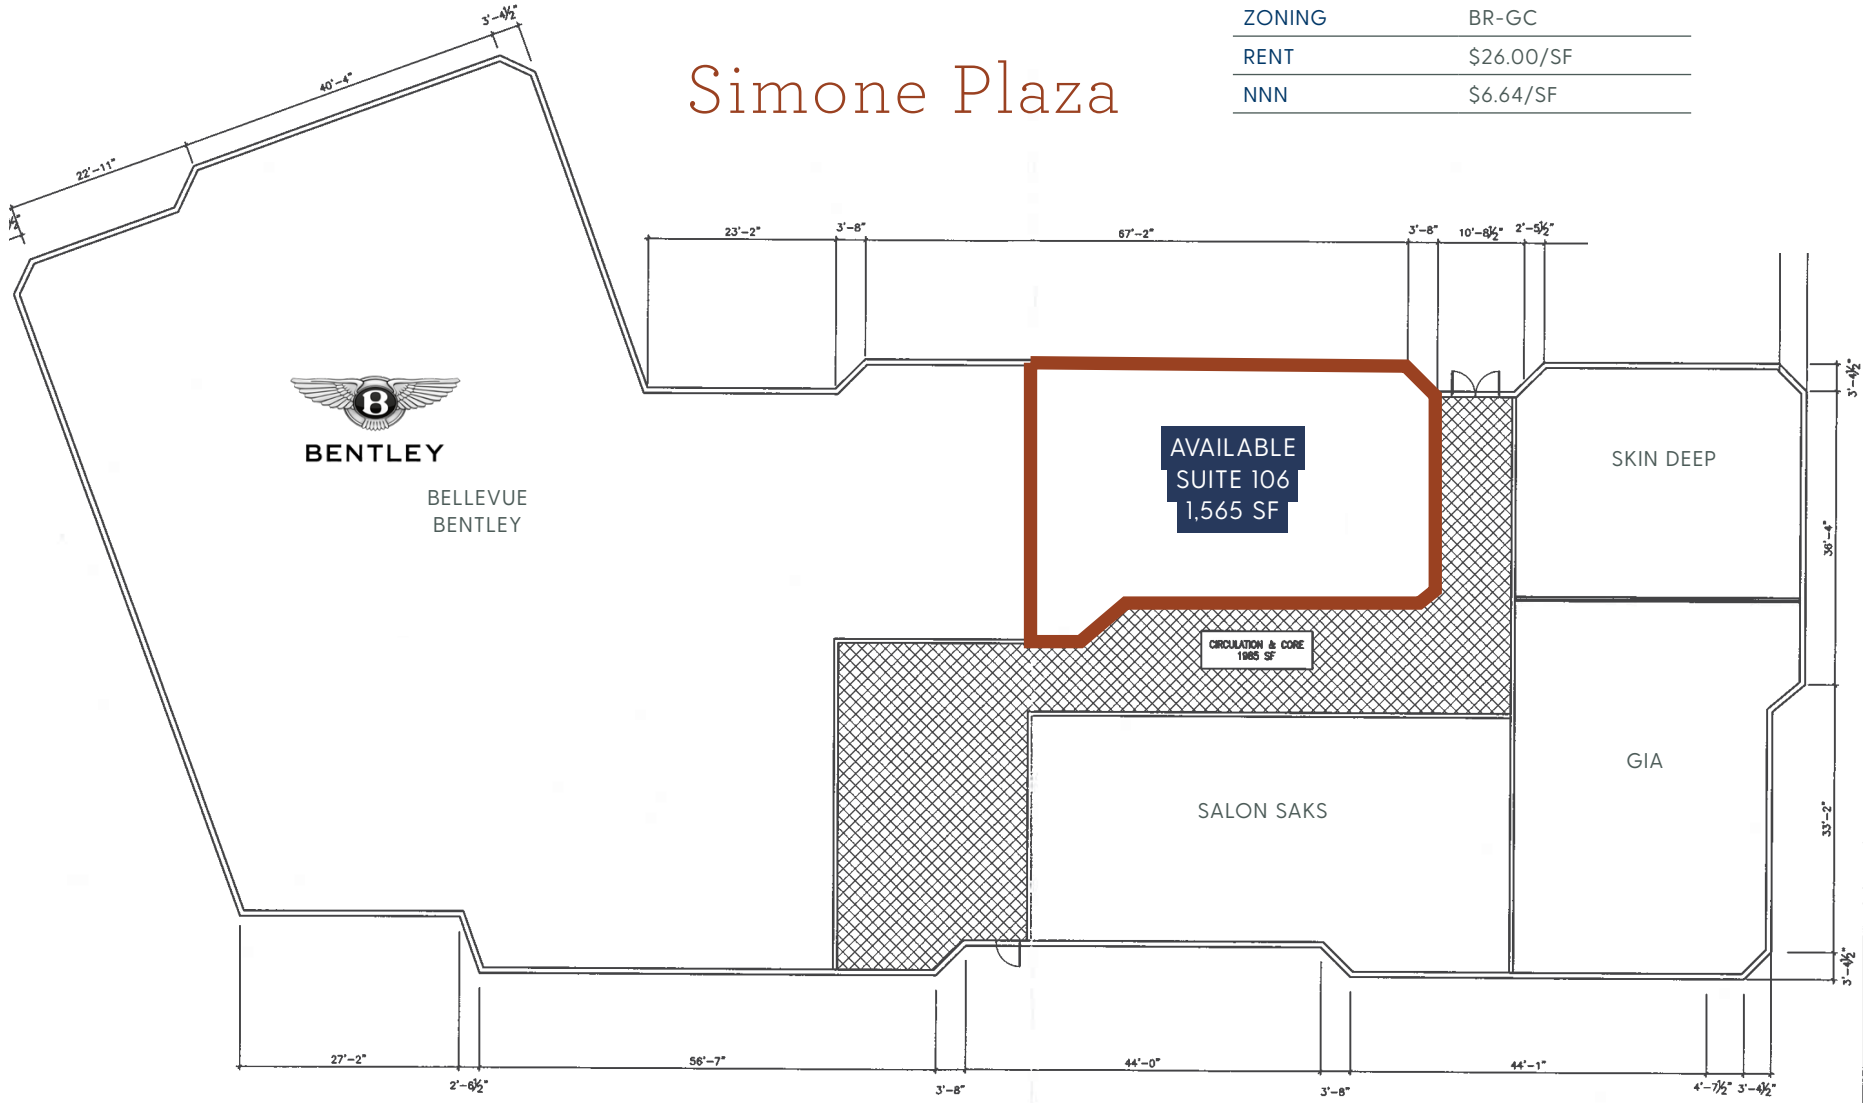 3'-4½"
ZONING BR-GC
RENT $26.00/SF
NNN $6.64/SF
Simone Plaza
40'-4"
22'-11"
23'-2" 3'-8" 67'-2" 3'-8" 10'-8½" 2'-5½"
3'-4½"
BENTLEY
BELLEVUE
BENTLEY
AVAILABLE
SUITE 106
1,565 SF
SKIN DEEP
36'-4"
CIRCULATION & CORE
1985 SF
GIA
SALON SAKS
33'-2"
3'-4½"
27'-2" 56'-7" 44'-0" 44'-1"
2'-6½" 3'-8" 3'-8" 4'-7½" 3'-4½"